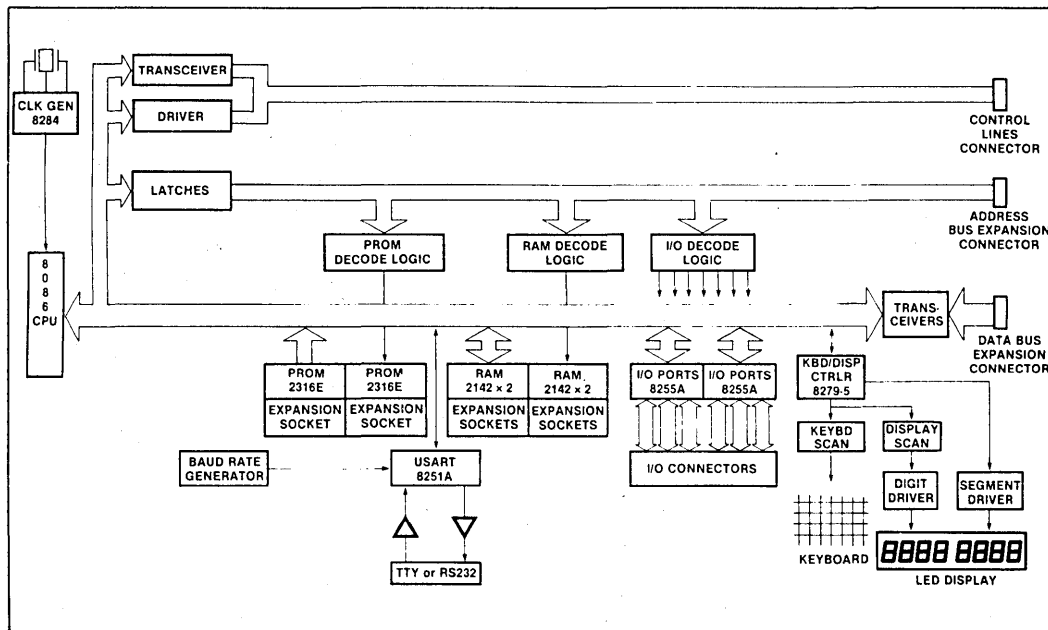 TRANSCEIVER
CLK GEN
8284
DRIVER
CONTROL
LINES
CONNECTOR
LATCHES
ADDRESS
BUS EXPANSION
CONNECTOR
PROM
DECODE LOGIC
RAM DECODE
LOGIC
I/O DECODE
LOGIC
8
0
8
6
CPU
TRANS-
CEIVERS
DATA BUS
EXPANSION
CONNECTOR
PROM
2316E
PROM
2316E
EXPANSION
SOCKET
EXPANSION
SOCKET
RAM
2142 × 2
RAM
2142 × 2
EXPANSION
SOCKETS
EXPANSION
SOCKETS
I/O PORTS
8255A
I/O PORTS
8255A
KBD/DISP
CTRLR
8279-5
KEYBD
SCAN
DISPLAY
SCAN
BAUD RATE
GENERATOR
USART
8251A
I/O CONNECTORS
DIGIT
DRIVER
SEGMENT
DRIVER
KEYBOARD
8888 8888
LED DISPLAY
TTY or RS232